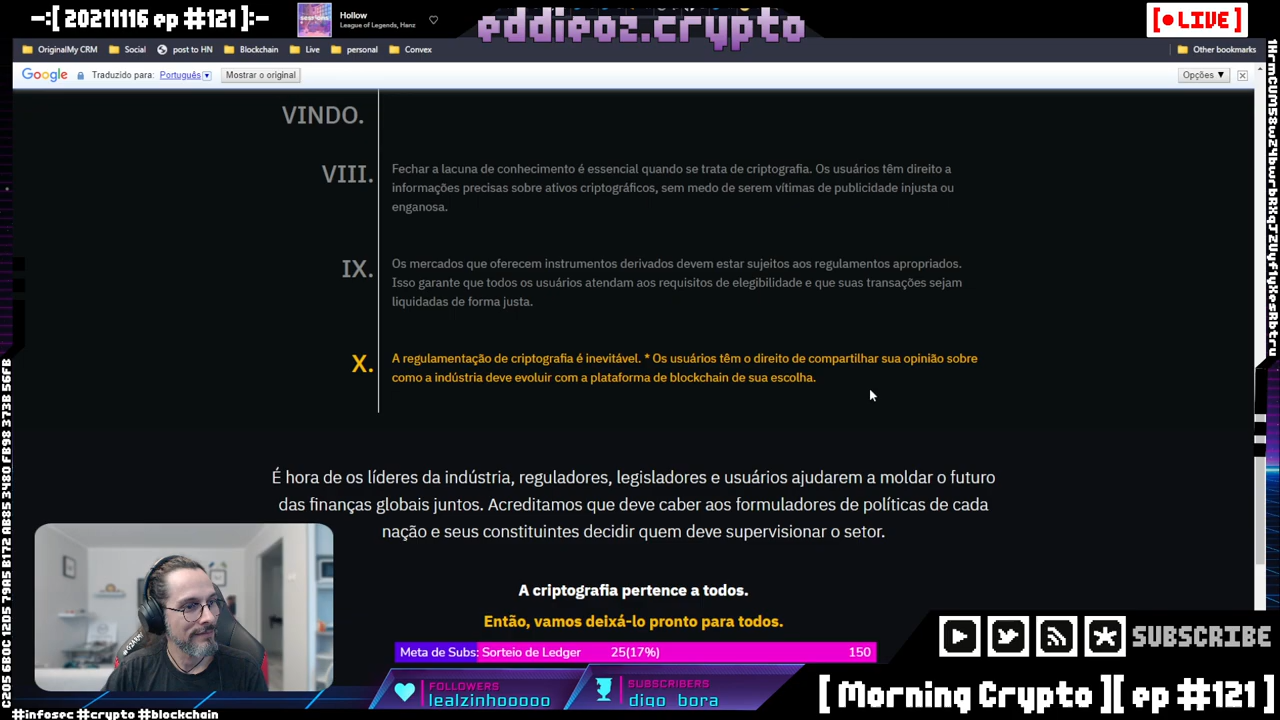 -:[ 20211116 ep #121 ]:-
Hollow
League of Legends, Hanz
eddieoz.crypto
[● LIVE ]
OriginalMy CRM
Social
post to HN
Blockchain
Live
personal
Convex
Other bookmarks
Google
Traduzido para: Português
Mostrar o original
Opções ▼
VINDO.
VIII.
Fechar a lacuna de conhecimento é essencial quando se trata de criptografia. Os usuários têm direito a
informações precisas sobre ativos criptográficos, sem medo de serem vítimas de publicidade injusta ou
enganosa.
IX.
Os mercados que oferecem instrumentos derivados devem estar sujeitos aos regulamentos apropriados.
Isso garante que todos os usuários atendam aos requisitos de elegibilidade e que suas transações sejam
liquidadas de forma justa.
X.
A regulamentação de criptografia é inevitável. * Os usuários têm o direito de compartilhar sua opinião sobre
como a indústria deve evoluir com a plataforma de blockchain de sua escolha.
É hora de os líderes da indústria, reguladores, legisladores e usuários ajudarem a moldar o futuro
das finanças globais juntos. Acreditamos que deve caber aos formuladores de políticas de cada
nação e seus constituintes decidir quem deve supervisionar o setor.
A criptografia pertence a todos.
Então, vamos deixá-lo pronto para todos.
Meta de Subs: Sorteio de Ledger 25(17%) 150
FOLLOWERS
lealzinhooooo
SUBSCRIBERS
digo_bora
SUBSCRIBE
[ Morning Crypto ][ ep #121 ]
#infosec #crypto #blockchain